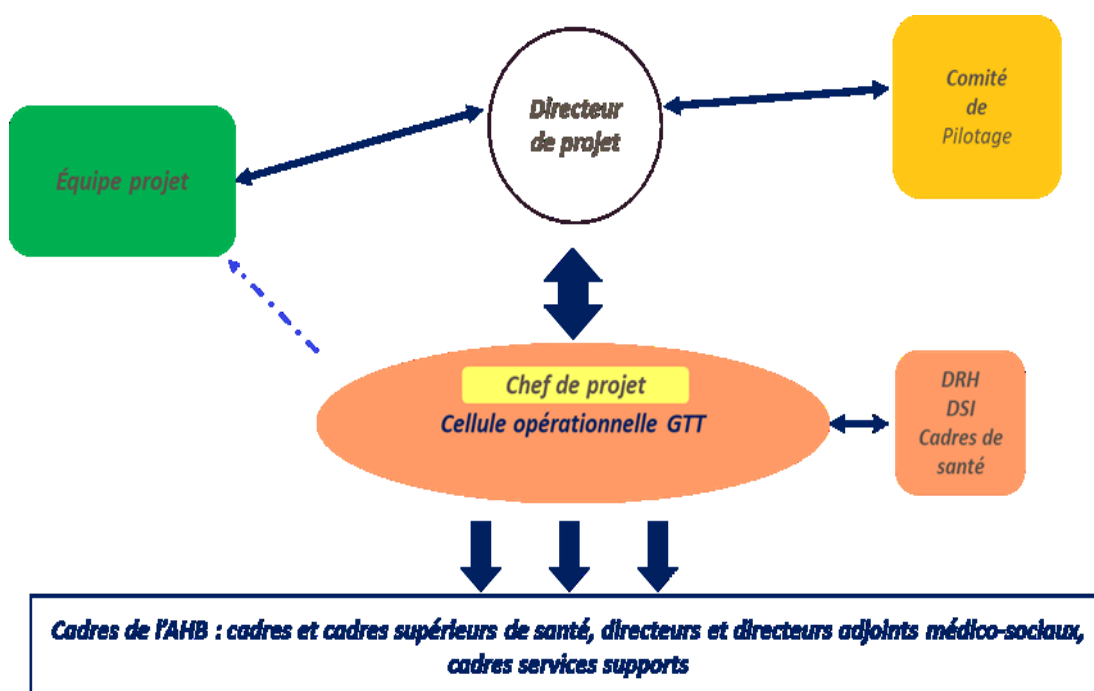 Directeur
de projet
Comité
de
Pilotage
Équipe projet
Chef de projet
Cellule opérationnelle GTT
DRH
DSI
Cadres de
santé
Cadres de l'AHB : cadres et cadres supérieurs de santé, directeurs et directeurs adjoints médico-sociaux,
cadres services supports